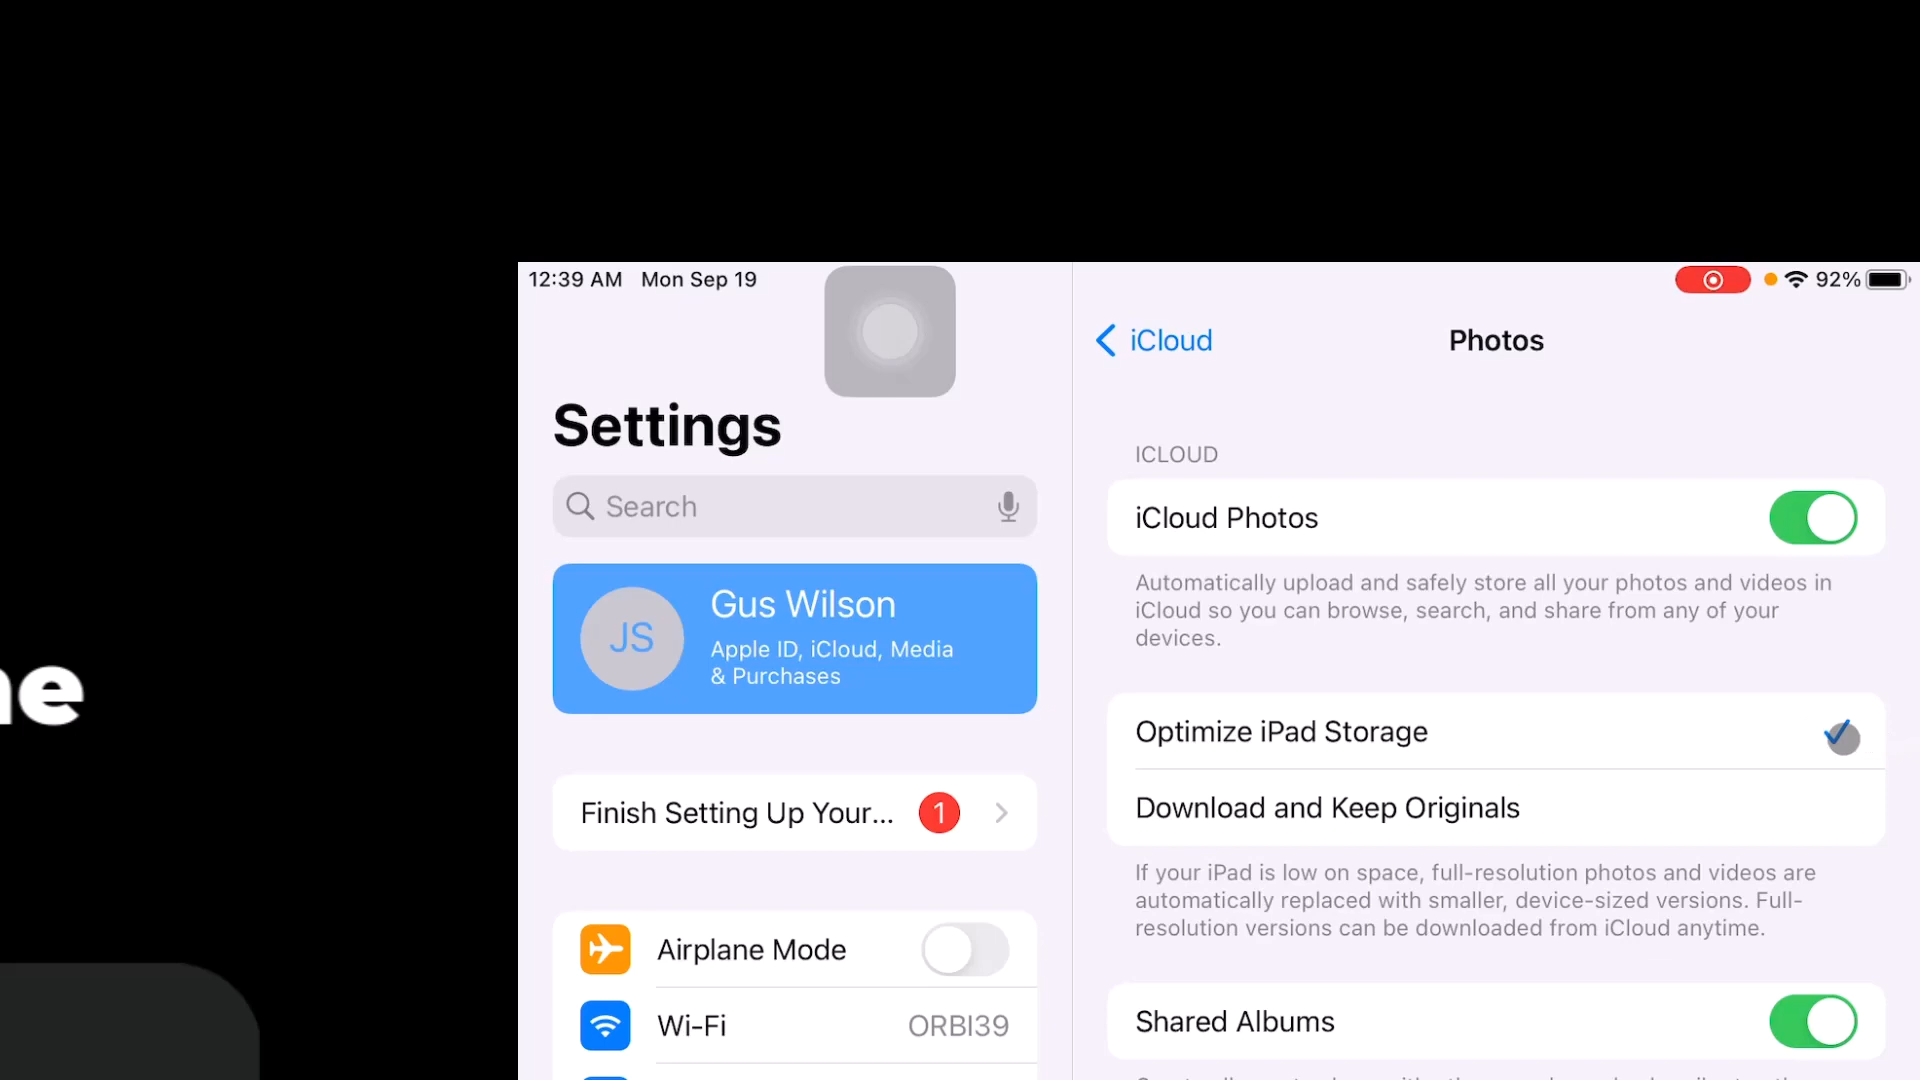 12:39 AM Mon Sep 19
92%
Settings
Search
JS
Gus Wilson
Apple ID, iCloud, Media
& Purchases
Finish Setting Up Your...
1
Airplane Mode
Wi-Fi
ORBI39
iCloud
Photos
ICLOUD
iCloud Photos
Automatically upload and safely store all your photos and videos in
iCloud so you can browse, search, and share from any of your
devices.
Optimize iPad Storage
Download and Keep Originals
If your iPad is low on space, full-resolution photos and videos are
automatically replaced with smaller, device-sized versions. Full-
resolution versions can be downloaded from iCloud anytime.
Shared Albums